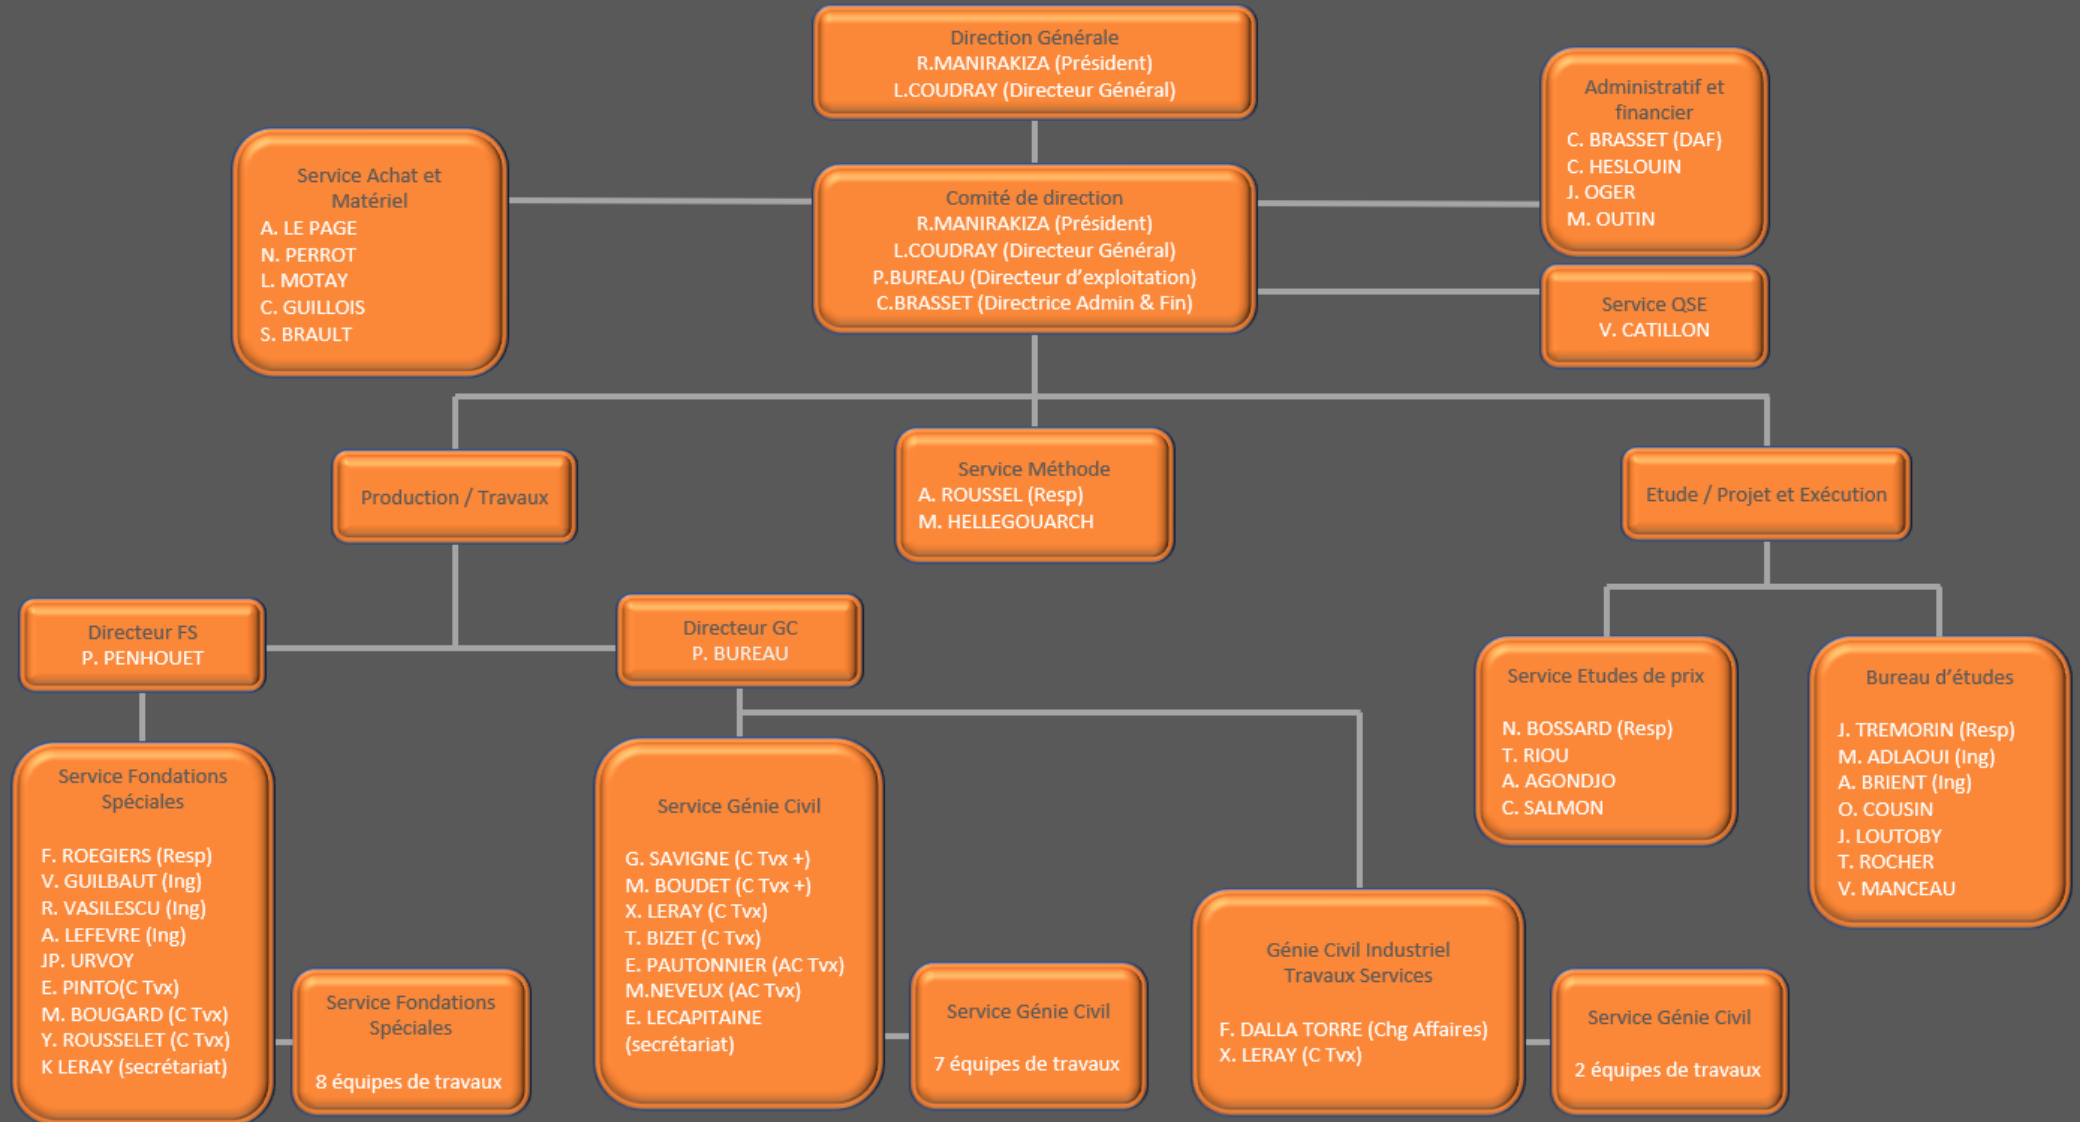 Direction Générale
R.MANIRAKIZA (Président)
L.COUDRAY (Directeur Général)
Administratif et
financier
C. BRASSET (DAF)
C. HESLOUIN
J. OGER
M. OUTIN
Service Achat et
Matériel
A. LE PAGE
N. PERROT
L. MOTAY
C. GUILLOIS
S. BRAULT
Comité de direction
R.MANIRAKIZA (Président)
L.COUDRAY (Directeur Général)
P.BUREAU (Directeur d'exploitation)
C.BRASSET (Directrice Admin & Fin)
Service QSE
V. CATILLON
Production / Travaux
Service Méthode
A. ROUSSEL (Resp)
M. HELLEGOUARCH
Etude / Projet et Exécution
Directeur FS
P. PENHOUET
Directeur GC
P. BUREAU
Service Etudes de prix
N. BOSSARD (Resp)
T. RIOU
A. AGONDJO
C. SALMON
Bureau d'études
J. TREMORIN (Resp)
M. ADLAOUI (Ing)
A. BRIENT (Ing)
O. COUSIN
J. LOUTOBY
T. ROCHER
V. MANCEAU
Service Fondations
Spéciales
F. ROEGIERS (Resp)
V. GUILBAUT (Ing)
R. VASILESCU (Ing)
A. LEFEVRE (Ing)
JP. URVOY
E. PINTO(C Tvx)
M. BOUGARD (C Tvx)
Y. ROUSSELET (C Tvx)
K LERAY (secrétariat)
Service Fondations
Spéciales
8 équipes de travaux
Service Génie Civil
G. SAVIGNE (C Tvx +)
M. BOUDET (C Tvx +)
X. LERAY (C Tvx)
T. BIZET (C Tvx)
E. PAUTONNIER (AC Tvx)
M.NEVEUX (AC Tvx)
E. LECAPITAINE
(secrétariat)
Service Génie Civil
7 équipes de travaux
Génie Civil Industriel
Travaux Services
F. DALLA TORRE (Chg Affaires)
X. LERAY (C Tvx)
Service Génie Civil
2 équipes de travaux